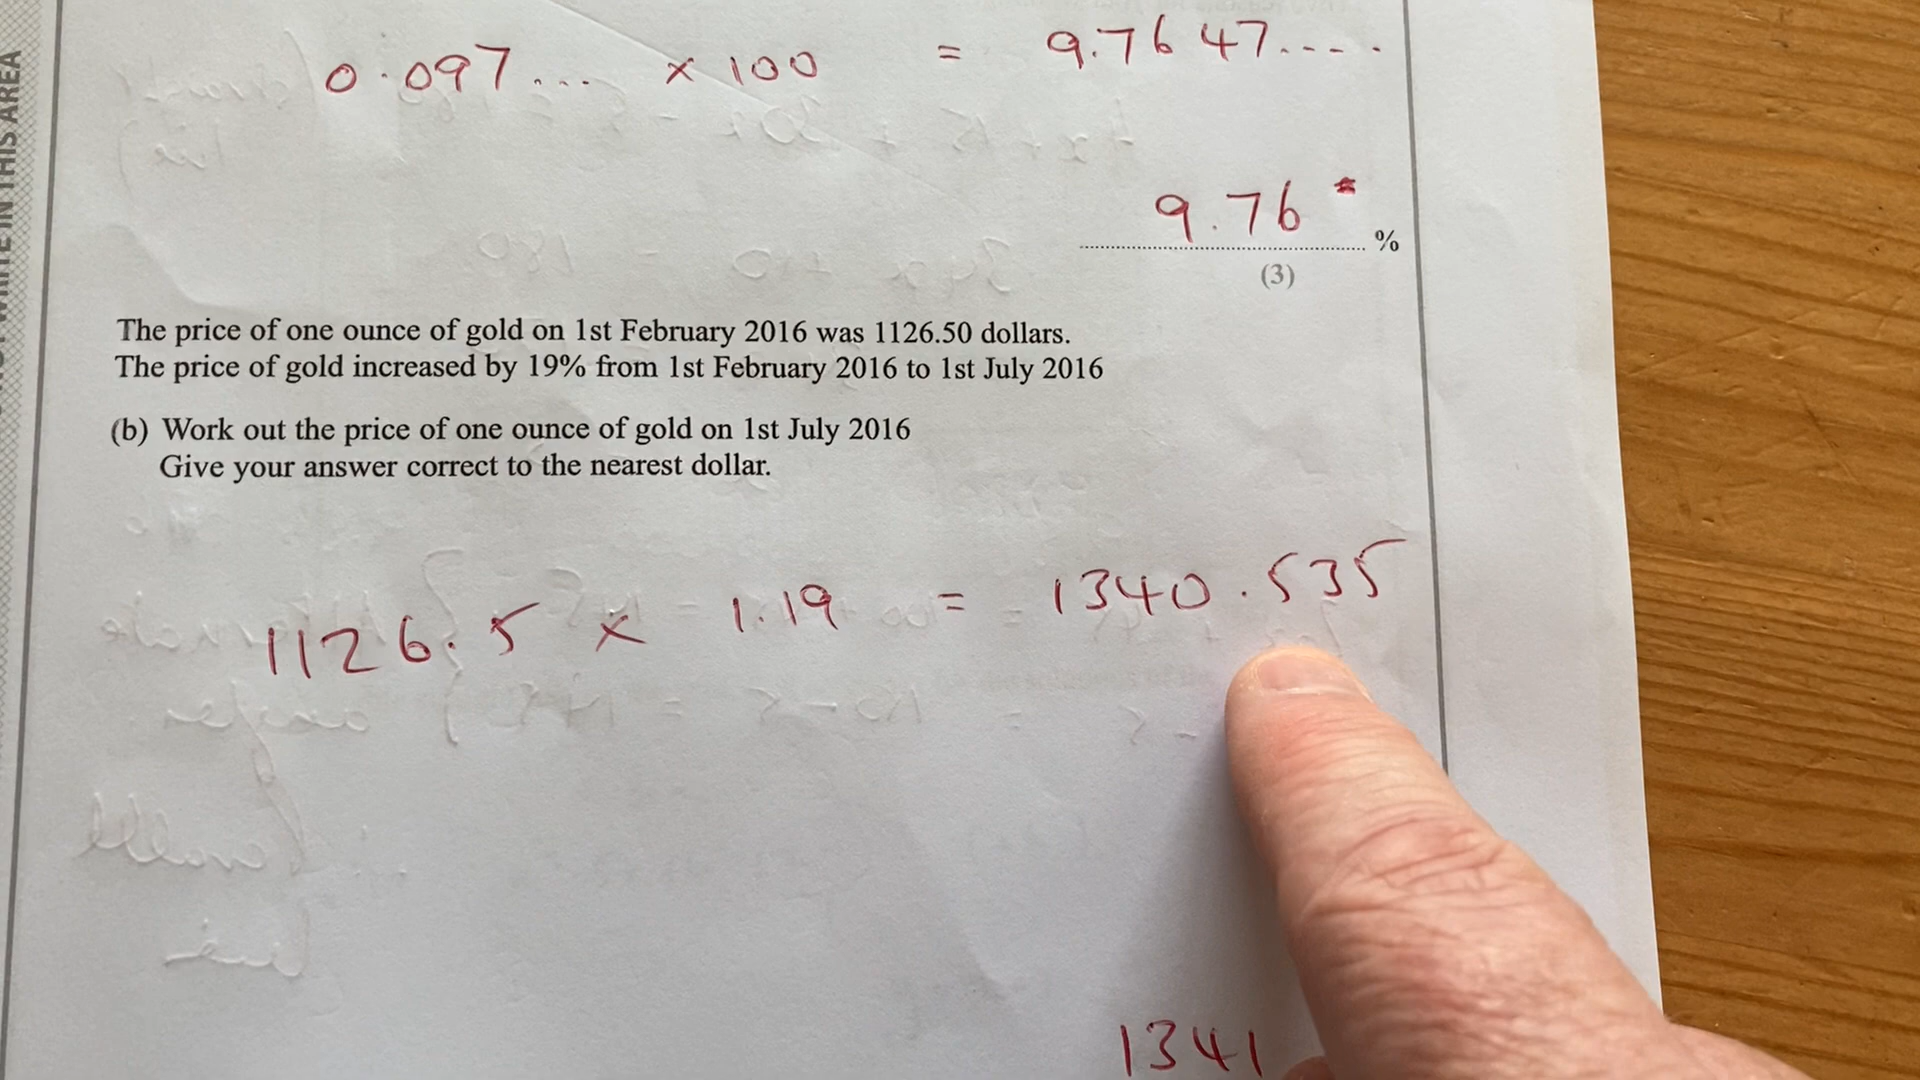 0.097... × 100 = 9.7647....
9.76
%
(3)
The price of one ounce of gold on 1st February 2016 was 1126.50 dollars.
The price of gold increased by 19% from 1st February 2016 to 1st July 2016
(b) Work out the price of one ounce of gold on 1st July 2016
Give your answer correct to the nearest dollar.
1126.5 × 1.19 = 1340.535
1341
IN THIS AREA